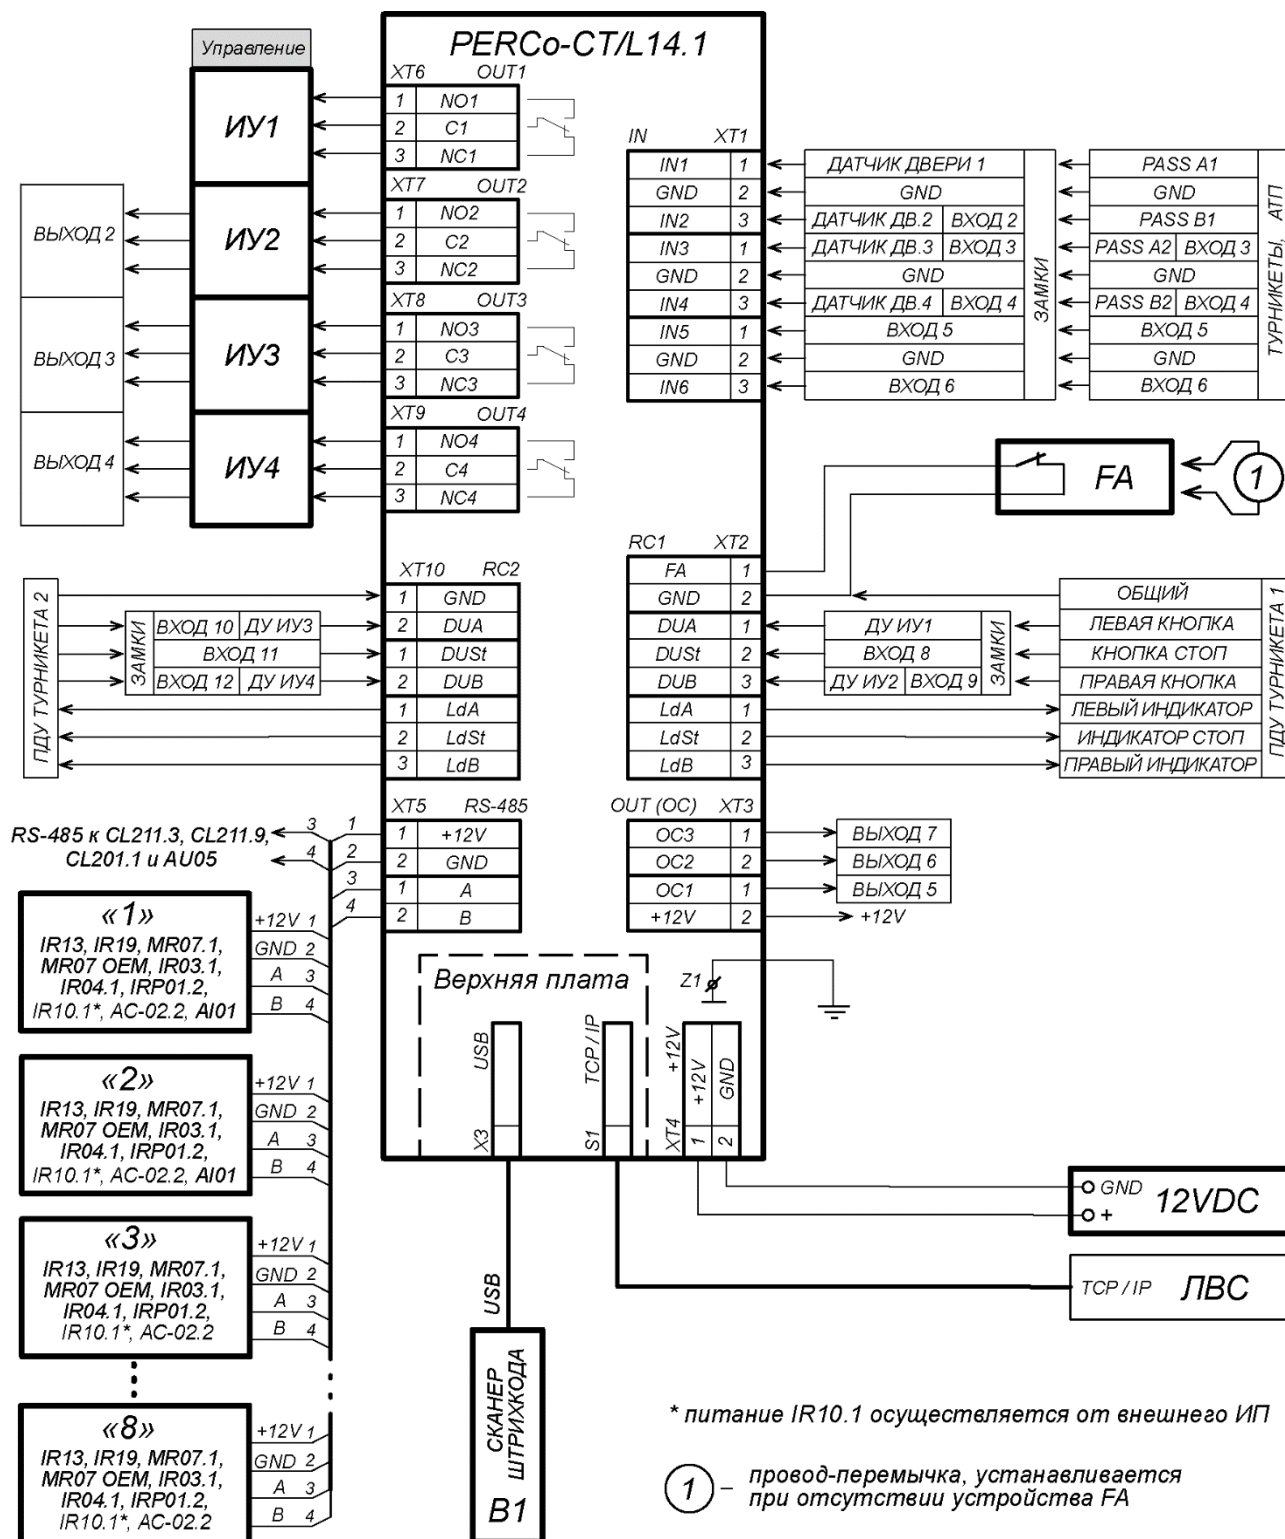 PERCo-CT/L14.1
Управление
ИУ1
ИУ2
ИУ3
ИУ4
ВЫХОД 2
ВЫХОД 3
ВЫХОД 4
XT6 OUT1
1 NO1
2 C1
3 NC1
XT7 OUT2
1 NO2
2 C2
3 NC2
XT8 OUT3
1 NO3
2 C3
3 NC3
XT9 OUT4
1 NO4
2 C4
3 NC4
IN XT1
IN1 1
GND 2
IN2 3
IN3 1
GND 2
IN4 3
IN5 1
GND 2
IN6 3
ДАТЧИК ДВЕРИ 1
GND
ДАТЧИК ДВ.2 ВХОД 2
ДАТЧИК ДВ.3 ВХОД 3
GND
ДАТЧИК ДВ.4 ВХОД 4
ВХОД 5
GND
ВХОД 6
ЗАМКИ
PASS A1
GND
PASS B1
PASS A2 ВХОД 3
GND
PASS B2 ВХОД 4
ВХОД 5
GND
ВХОД 6
ТУРНИКЕТЫ, АТП
FA
1
XT10 RC2
1 GND
2 DUA
1 DUSt
2 DUB
1 LdA
2 LdSt
3 LdB
ПДУ ТУРНИКЕТА 2
ЗАМКИ
ВХОД 10 ДУ ИУ3
ВХОД 11
ВХОД 12 ДУ ИУ4
RC1 XT2
FA 1
GND 2
DUA 1
DUSt 2
DUB 3
LdA 1
LdSt 2
LdB 3
ДУ ИУ1
ВХОД 8
ДУ ИУ2 ВХОД 9
ЗАМКИ
ОБЩИЙ
ЛЕВАЯ КНОПКА
КНОПКА СТОП
ПРАВАЯ КНОПКА
ЛЕВЫЙ ИНДИКАТОР
ИНДИКАТОР СТОП
ПРАВЫЙ ИНДИКАТОР
ПДУ ТУРНИКЕТА 1
XT5 RS-485
1 +12V
2 GND
1 A
2 B
3 1
4 2
3
4
RS-485 к CL211.3, CL211.9,
CL201.1 и AU05
OUT (OC) XT3
OC3 1
OC2 2
OC1 1
+12V 2
ВЫХОД 7
ВЫХОД 6
ВЫХОД 5
+12V
«1»
IR13, IR19, MR07.1,
MR07 OEM, IR03.1,
IR04.1, IRP01.2,
IR10.1*, AC-02.2, AI01
+12V 1
GND 2
A 3
B 4
«2»
IR13, IR19, MR07.1,
MR07 OEM, IR03.1,
IR04.1, IRP01.2,
IR10.1*, AC-02.2, AI01
+12V 1
GND 2
A 3
B 4
«3»
IR13, IR19, MR07.1,
MR07 OEM, IR03.1,
IR04.1, IRP01.2,
IR10.1*, AC-02.2
+12V 1
GND 2
A 3
B 4
«8»
IR13, IR19, MR07.1,
MR07 OEM, IR03.1,
IR04.1, IRP01.2,
IR10.1*, AC-02.2
+12V 1
GND 2
A 3
B 4
Верхняя плата
X3 USB
S1 TCP / IP
Z1
XT4 +12V
1 +12V
2 GND
USB
СКАНЕР
ШТРИХКОДА
B1
GND
+
12VDC
TCP / IP ЛВС
* питание IR10.1 осуществляется от внешнего ИП
1 – провод-перемычка, устанавливается
при отсутствии устройства FA